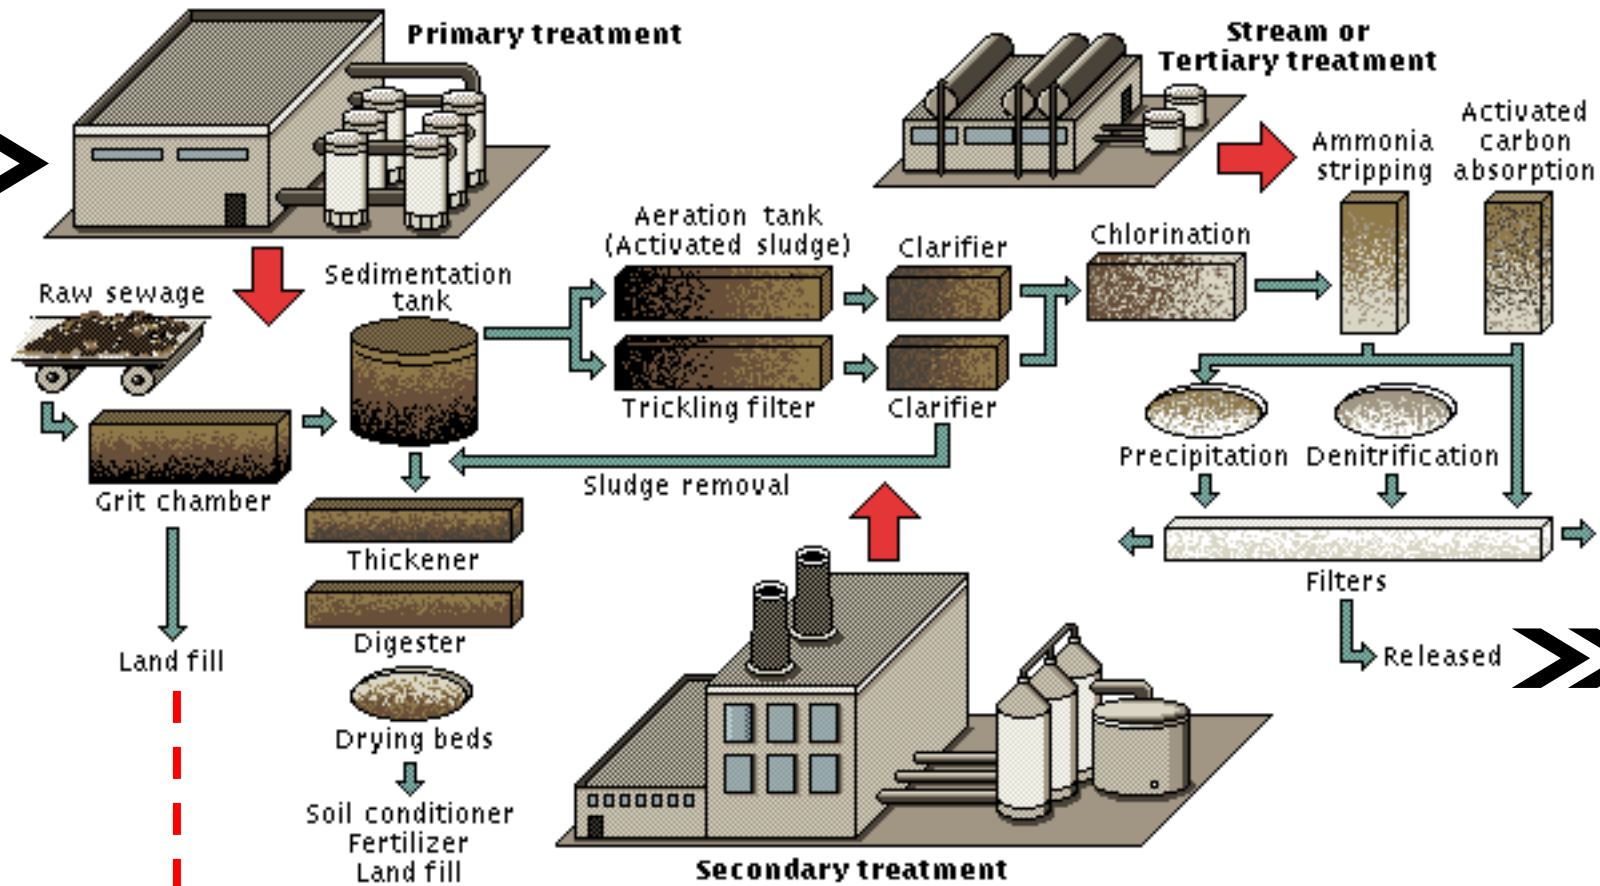 Primary treatment
Stream or
Tertiary treatment
Activated
carbon
absorption
Ammonia
stripping
Aeration tank
(Activated sludge)
Clarifier
Chlorination
Sedimentation
tank
Raw sewage
Trickling filter
Clarifier
Precipitation
Denitrification
Sludge removal
Grit chamber
Thickener
Filters
Digester
Land fill
Released
Drying beds
Soil conditioner
Fertilizer
Land fill
Secondary treatment